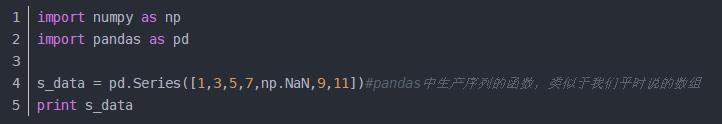 1 import numpy as np
2 import pandas as pd
3
4 s_data = pd.Series([1,3,5,7,np.NaN,9,11])#pandas中生产序列的函数，类似于我们平时说的数组
5 print s_data